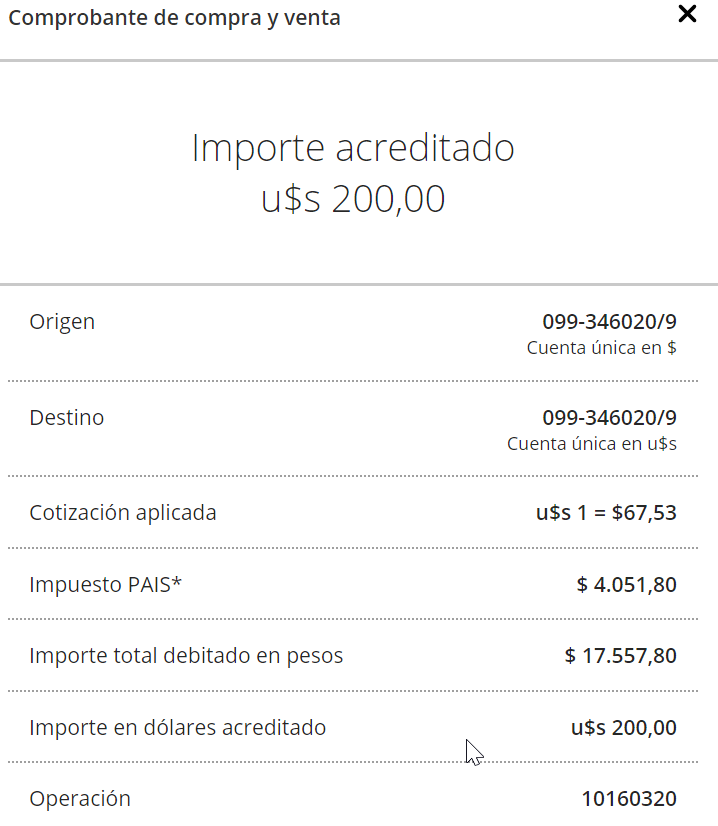 Comprobante de compra y venta
Importe acreditado
u$s 200,00
Origen
099-346020/9
Cuenta única en $
Destino
099-346020/9
Cuenta única en u$s
Cotización aplicada
u$s 1 = $67,53
Impuesto PAIS*
$ 4.051,80
Importe total debitado en pesos
$ 17.557,80
Importe en dólares acreditado
u$s 200,00
Operación
10160320